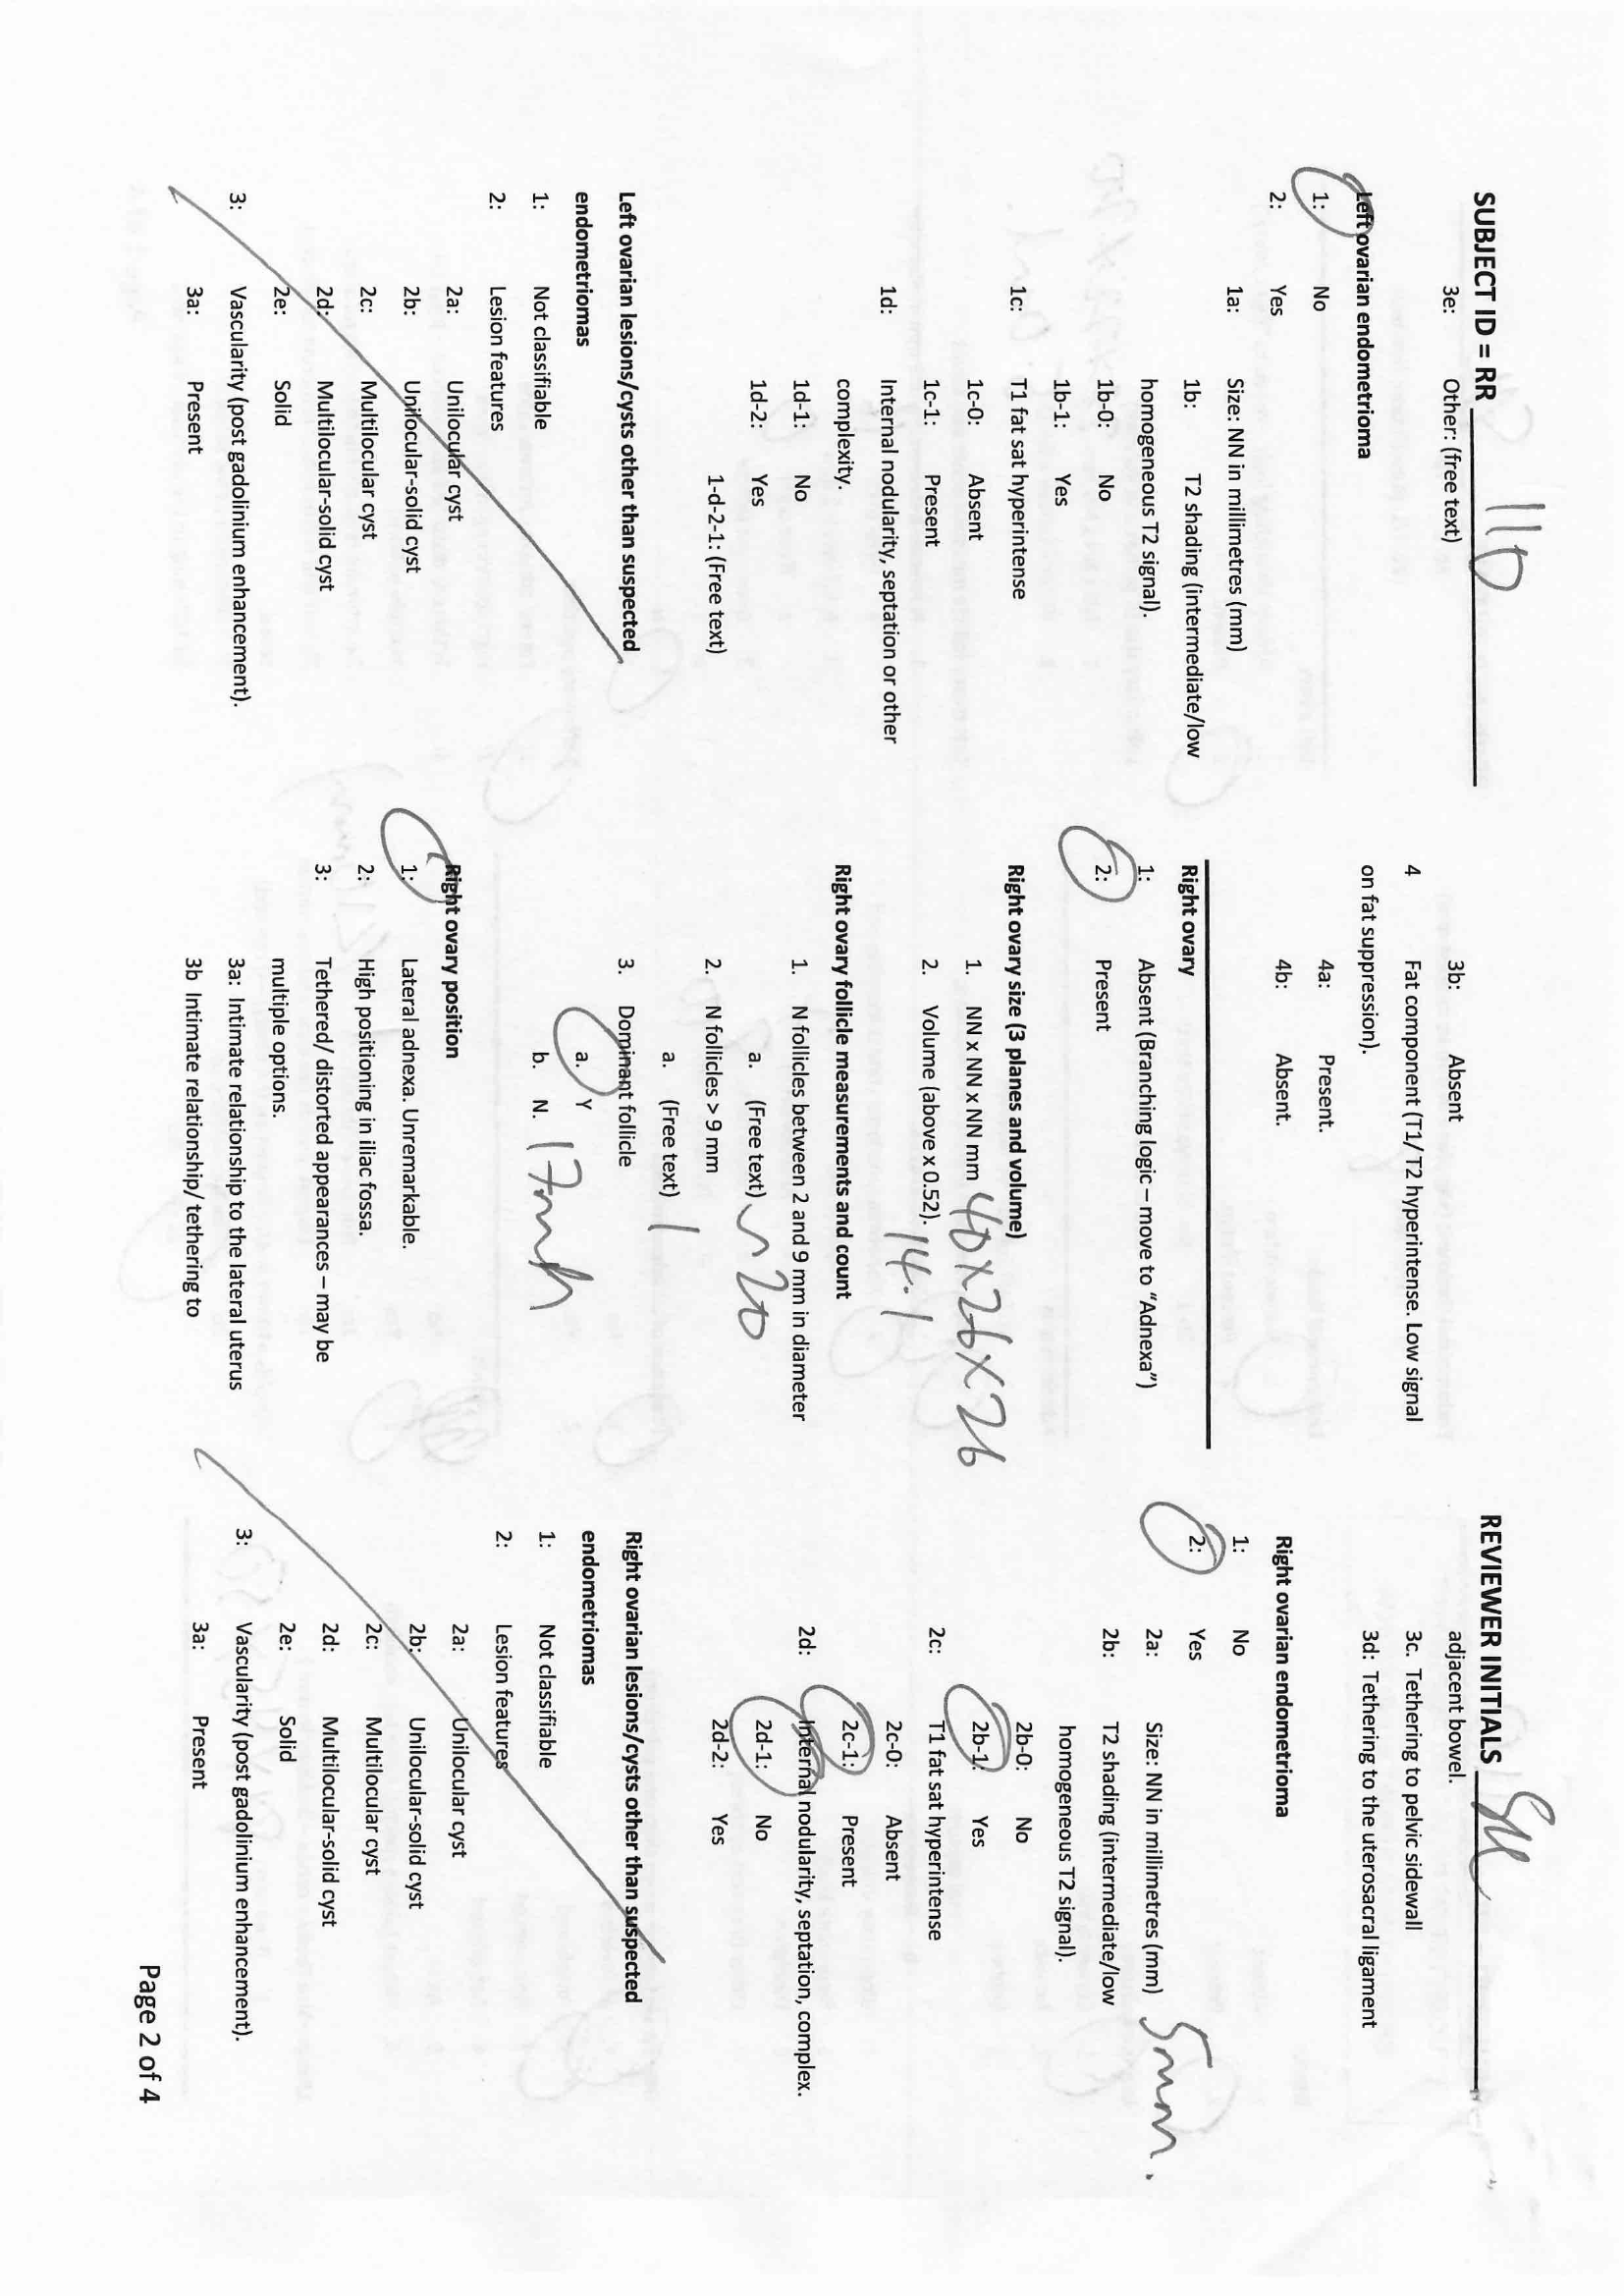 SUBJECT ID = RR 116
3e: Other: (free text)
Left ovarian endometrioma
1: No
2: Yes
1a: Size: NN in millimetres (mm)
1b: T2 shading (intermediate/low
homogeneous T2 signal).
1b-0: No
1b-1: Yes
1c: T1 fat sat hyperintense
1c-0: Absent
1c-1: Present
1d: Internal nodularity, septation or other
complexity.
1d-1: No
1d-2: Yes
1-d-2-1: (Free text)
Left ovarian lesions/cysts other than suspected
endometriomas
1: Not classifiable
2: Lesion features
2a: Unilocular cyst
2b: Unilocular-solid cyst
2c: Multilocular cyst
2d: Multilocular-solid cyst
2e: Solid
3: Vascularity (post gadolinium enhancement).
3a: Present
3b: Absent
4 Fat component (T1/ T2 hyperintense. Low signal
on fat suppression).
4a: Present.
4b: Absent.
Right ovary
1: Absent (Branching logic – move to "Adnexa")
2: Present
Right ovary size (3 planes and volume)
1. NN x NN x NN mm 40 x 26 x 26
2. Volume (above x 0.52). 14.1
Right ovary follicle measurements and count
1. N follicles between 2 and 9 mm in diameter
a. (Free text) ~ 20
2. N follicles > 9 mm
a. (Free text) 1
3. Dominant follicle
a. Y
b. N. 17mm
Right ovary position
1: Lateral adnexa. Unremarkable.
2: High positioning in iliac fossa.
3: Tethered/ distorted appearances – may be
multiple options.
3a: Intimate relationship to the lateral uterus
3b Intimate relationship/ tethering to
REVIEWER INITIALS
adjacent bowel.
3c. Tethering to pelvic sidewall
3d: Tethering to the uterosacral ligament
Right ovarian endometrioma
1: No
2: Yes
2a: Size: NN in millimetres (mm) 5mm.
2b: T2 shading (intermediate/low
homogeneous T2 signal).
2b-0: No
2b-1: Yes
2c: T1 fat sat hyperintense
2c-0: Absent
2c-1: Present
2d: Internal nodularity, septation, complex.
2d-1: No
2d-2: Yes
Right ovarian lesions/cysts other than suspected
endometriomas
1: Not classifiable
2: Lesion features
2a: Unilocular cyst
2b: Unilocular-solid cyst
2c: Multilocular cyst
2d: Multilocular-solid cyst
2e: Solid
3: Vascularity (post gadolinium enhancement).
3a: Present
Page 2 of 4